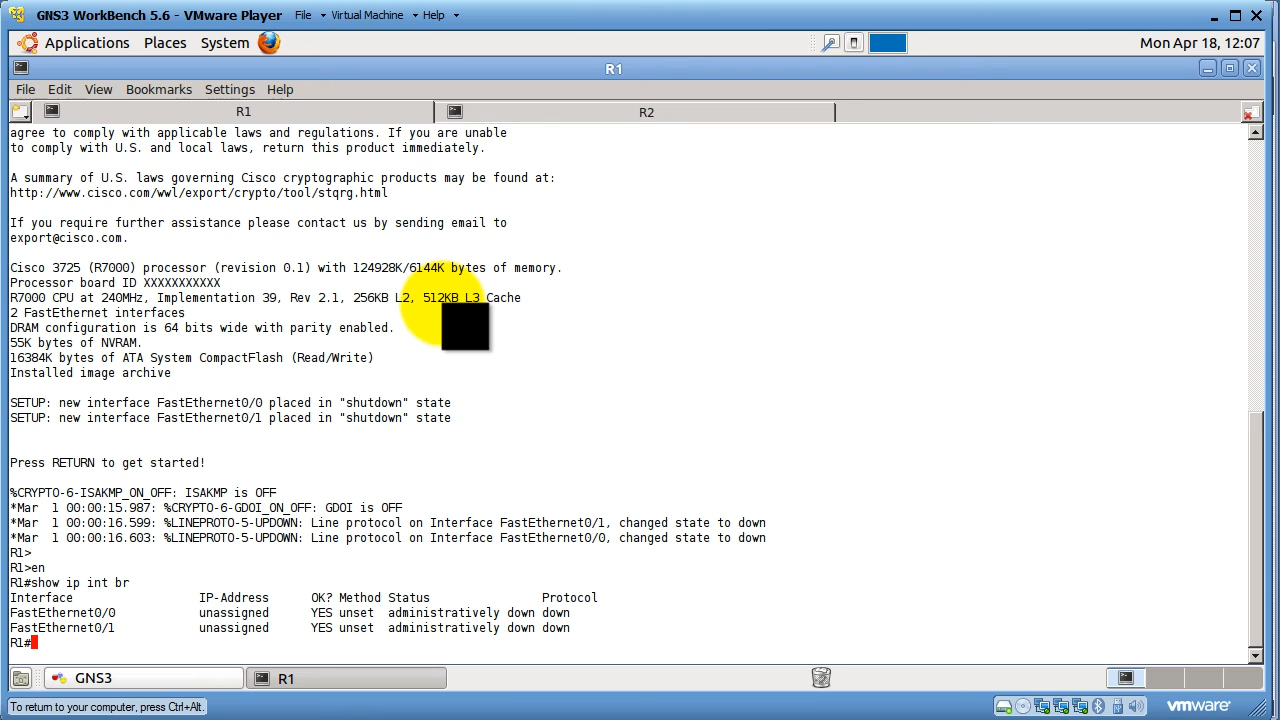 GNS3 WorkBench 5.6 - VMware Player File Virtual Machine Help
Applications Places System Mon Apr 18, 12:07
R1
File Edit View Bookmarks Settings Help
R1 R2
agree to comply with applicable laws and regulations. If you are unable
to comply with U.S. and local laws, return this product immediately.
A summary of U.S. laws governing Cisco cryptographic products may be found at:
http://www.cisco.com/wwl/export/crypto/tool/stqrg.html
If you require further assistance please contact us by sending email to
export@cisco.com.
Cisco 3725 (R7000) processor (revision 0.1) with 124928K/6144K bytes of memory.
Processor board ID XXXXXXXXXXX
R7000 CPU at 240MHz, Implementation 39, Rev 2.1, 256KB L2, 512KB L3 Cache
2 FastEthernet interfaces
DRAM configuration is 64 bits wide with parity enabled.
55K bytes of NVRAM.
16384K bytes of ATA System CompactFlash (Read/Write)
Installed image archive
SETUP: new interface FastEthernet0/0 placed in "shutdown" state
SETUP: new interface FastEthernet0/1 placed in "shutdown" state
Press RETURN to get started!
%CRYPTO-6-ISAKMP_ON_OFF: ISAKMP is OFF
*Mar  1 00:00:15.987: %CRYPTO-6-GDOI_ON_OFF: GDOI is OFF
*Mar  1 00:00:16.599: %LINEPROTO-5-UPDOWN: Line protocol on Interface FastEthernet0/1, changed state to down
*Mar  1 00:00:16.603: %LINEPROTO-5-UPDOWN: Line protocol on Interface FastEthernet0/0, changed state to down
R1>
R1>en
R1#show ip int br
Interface IP-Address OK? Method Status Protocol
FastEthernet0/0 unassigned YES unset administratively down down
FastEthernet0/1 unassigned YES unset administratively down down
R1#
GNS3 R1
To return to your computer, press Ctrl+Alt. vmware